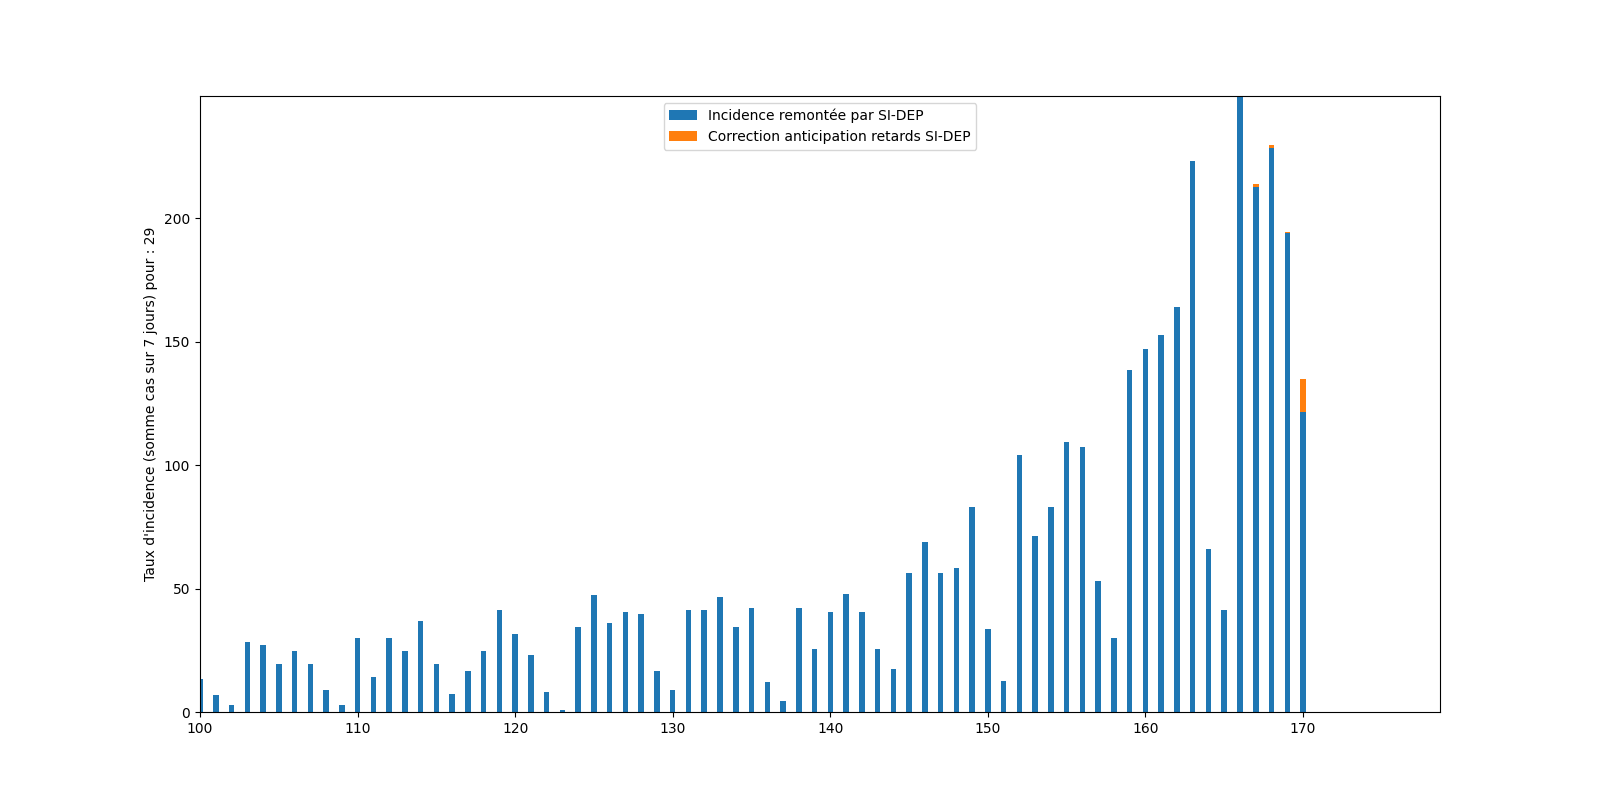 Incidence remontée par SI-DEP
Correction anticipation retards SI-DEP
Taux d'incidence (somme cas sur 7 jours) pour : 29
200
150
100
50
0
100 110 120 130 140 150 160 170